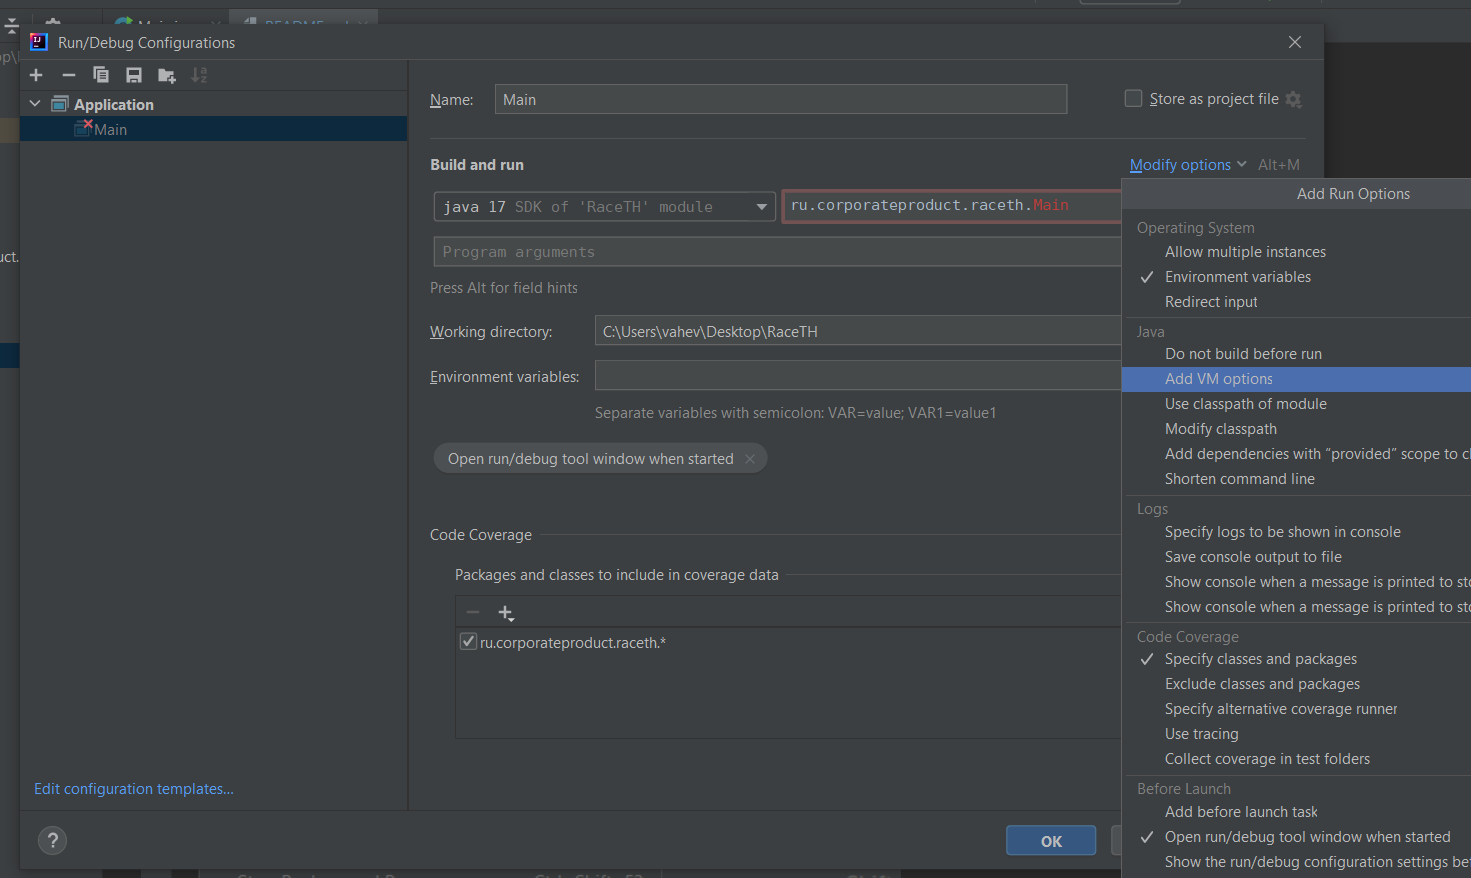 Run/Debug Configurations
Application
Main
Name: Main
Store as project file
Build and run
Modify options Alt+M
java 17 SDK of 'RaceTH' module
ru.corporateproduct.raceth.Main
Program arguments
Press Alt for field hints
Working directory: C:\Users\vahev\Desktop\RaceTH
Environment variables:
Separate variables with semicolon: VAR=value; VAR1=value1
Open run/debug tool window when started
Code Coverage
Packages and classes to include in coverage data
ru.corporateproduct.raceth.*
Edit configuration templates...
?
OK
Add Run Options
Operating System
Allow multiple instances
Environment variables
Redirect input
Java
Do not build before run
Add VM options
Use classpath of module
Modify classpath
Add dependencies with “provided” scope to cl
Shorten command line
Logs
Specify logs to be shown in console
Save console output to file
Show console when a message is printed to sto
Show console when a message is printed to sto
Code Coverage
Specify classes and packages
Exclude classes and packages
Specify alternative coverage runner
Use tracing
Collect coverage in test folders
Before Launch
Add before launch task
Open run/debug tool window when started
Show the run/debug configuration settings bef
uct.